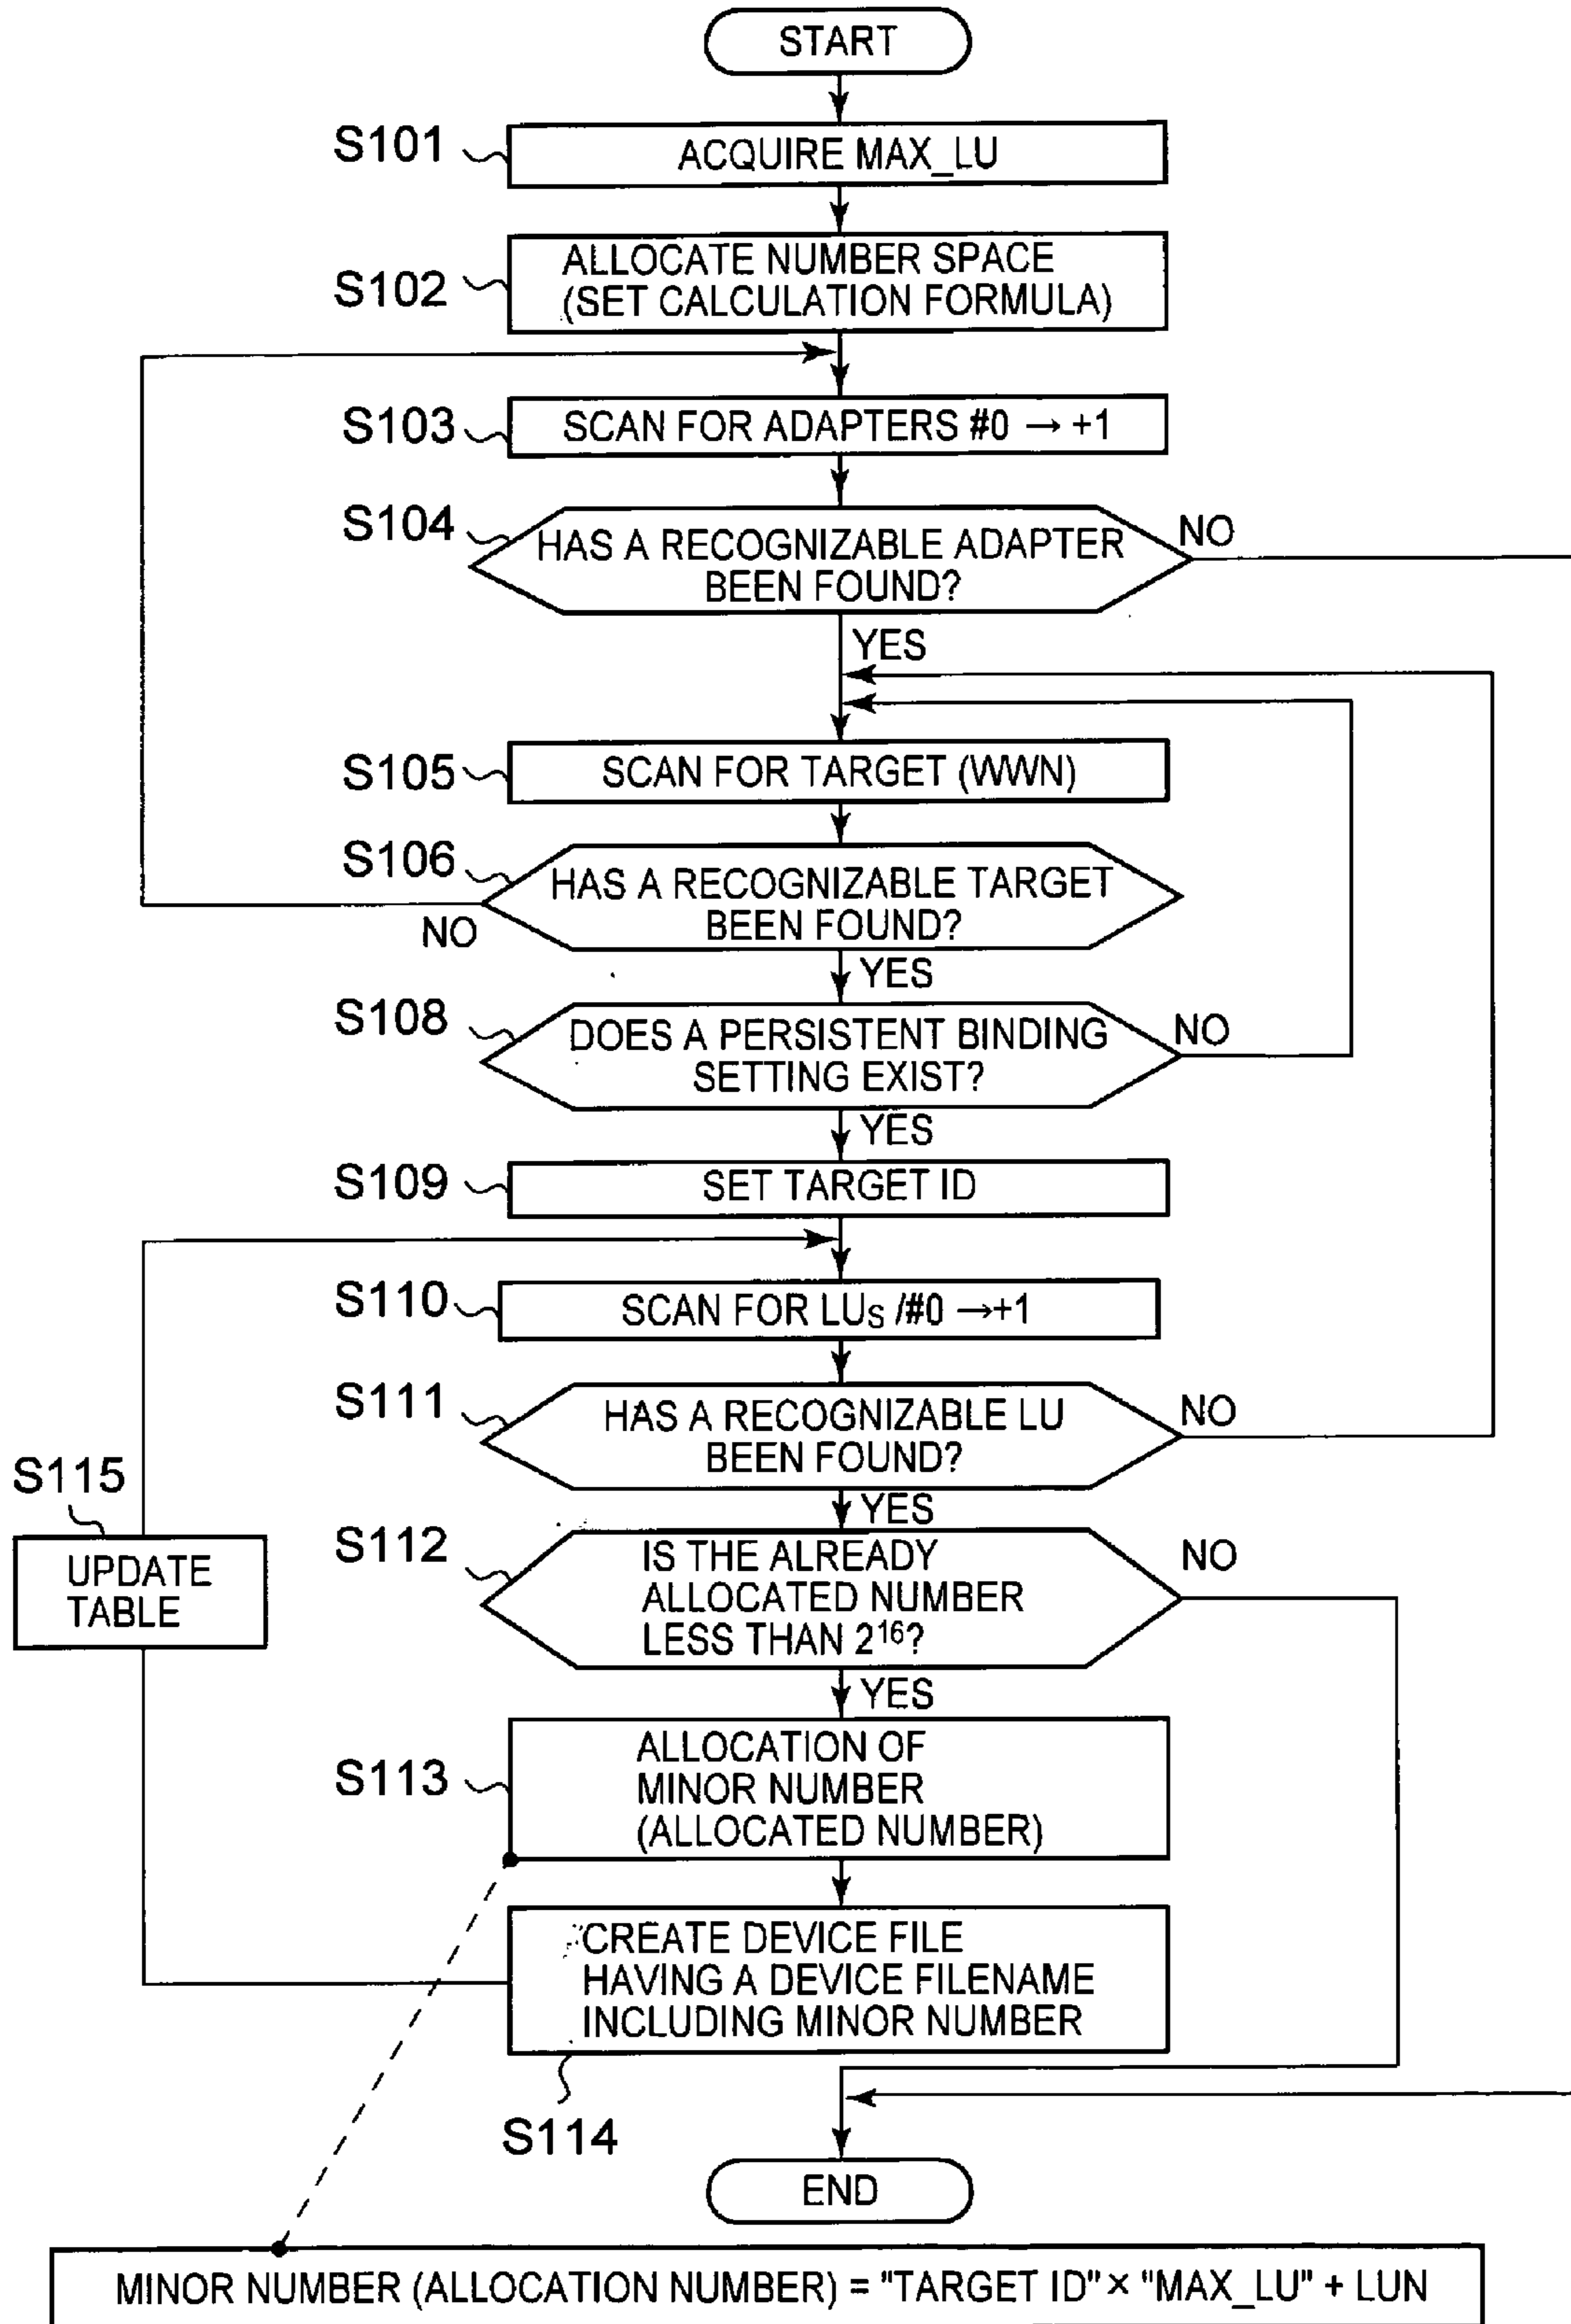 START
S101
ACQUIRE MAX_LU
S102
ALLOCATE NUMBER SPACE
(SET CALCULATION FORMULA)
S103
SCAN FOR ADAPTERS #0 → +1
S104
HAS A RECOGNIZABLE ADAPTER
BEEN FOUND?
NO
YES
S105
SCAN FOR TARGET (WWN)
S106
HAS A RECOGNIZABLE TARGET
BEEN FOUND?
NO
YES
S108
DOES A PERSISTENT BINDING
SETTING EXIST?
NO
YES
S109
SET TARGET ID
S110
SCAN FOR LUs /#0 →+1
S111
HAS A RECOGNIZABLE LU
BEEN FOUND?
NO
YES
S115
UPDATE
TABLE
S112
IS THE ALREADY
ALLOCATED NUMBER
LESS THAN 2¹⁶?
NO
YES
S113
ALLOCATION OF
MINOR NUMBER
(ALLOCATED NUMBER)
CREATE DEVICE FILE
HAVING A DEVICE FILENAME
INCLUDING MINOR NUMBER
S114
END
MINOR NUMBER (ALLOCATION NUMBER) = "TARGET ID" × "MAX_LU" + LUN